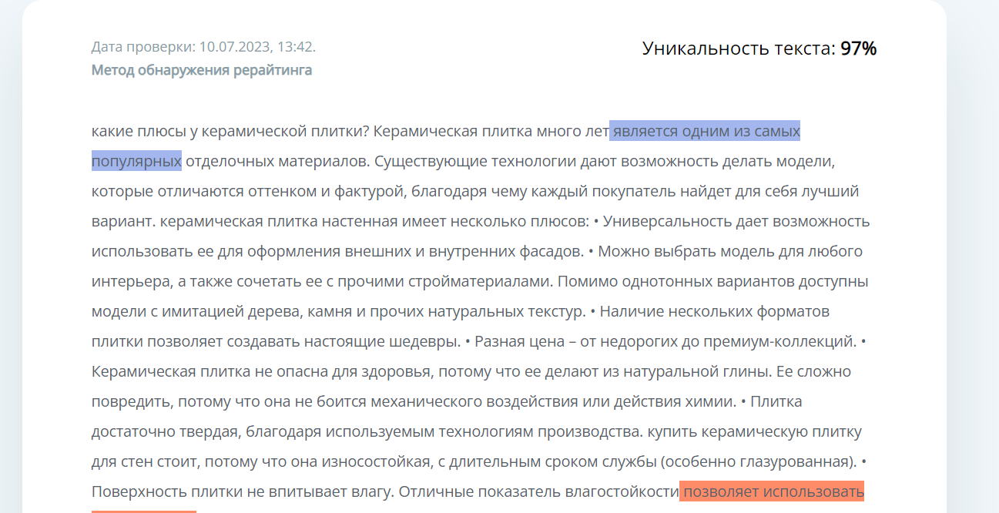 Дата проверки: 10.07.2023, 13:42.
Уникальность текста: 97%
Метод обнаружения рерайтинга
какие плюсы у керамической плитки? Керамическая плитка много лет является одним из самых
популярных отделочных материалов. Существующие технологии дают возможность делать модели,
которые отличаются оттенком и фактурой, благодаря чему каждый покупатель найдет для себя лучший
вариант. керамическая плитка настенная имеет несколько плюсов: • Универсальность дает возможность
использовать ее для оформления внешних и внутренних фасадов. • Можно выбрать модель для любого
интерьера, а также сочетать ее с прочими стройматериалами. Помимо однотонных вариантов доступны
модели с имитацией дерева, камня и прочих натуральных текстур. • Наличие нескольких форматов
плитки позволяет создавать настоящие шедевры. • Разная цена – от недорогих до премиум-коллекций. •
Керамическая плитка не опасна для здоровья, потому что ее делают из натуральной глины. Ее сложно
повредить, потому что она не боится механического воздействия или действия химии. • Плитка
достаточно твердая, благодаря используемым технологиям производства. купить керамическую плитку
для стен стоит, потому что она износостойкая, с длительным сроком службы (особенно глазурованная). •
Поверхность плитки не впитывает влагу. Отличные показатель влагостойкости позволяет использовать